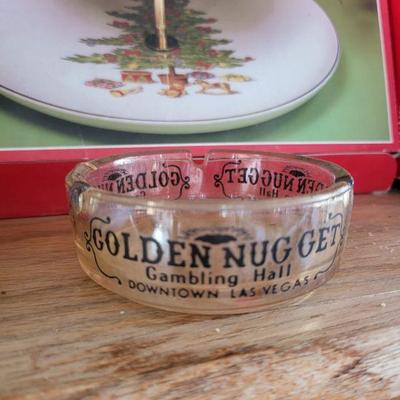 GOLDEN NUGGET
Gambling Hall
DOWNTOWN LAS VEGAS